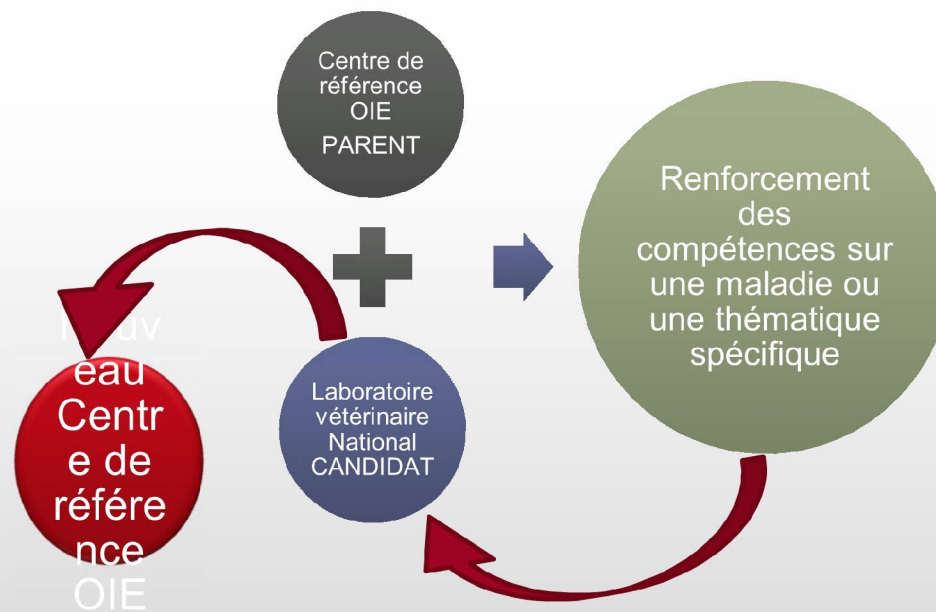 Centre de
référence
OIE
PARENT
Renforcement
des
compétences sur
une maladie ou
une thématique
spécifique
Laboratoire
vétérinaire
National
CANDIDAT
Nouv
eau
Centr
e de
référe
nce
OIE